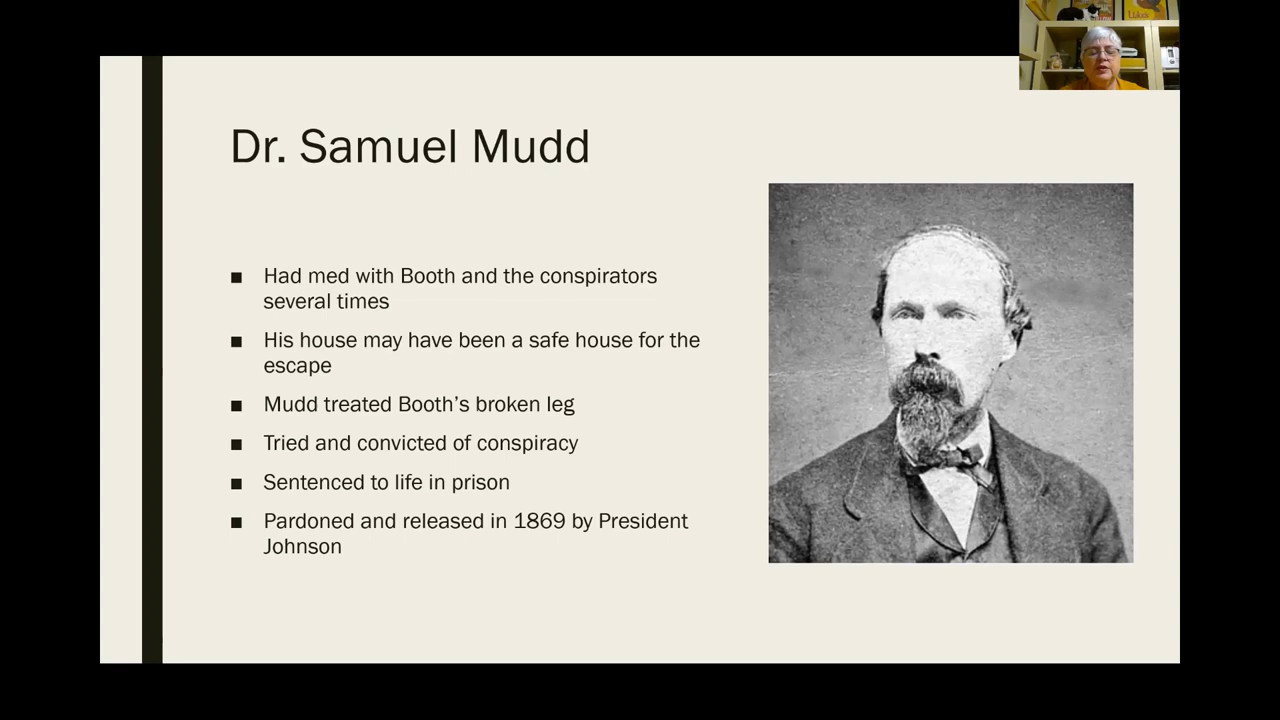 Dr. Samuel Mudd
■ Had med with Booth and the conspirators
several times
■ His house may have been a safe house for the
escape
■ Mudd treated Booth’s broken leg
■ Tried and convicted of conspiracy
■ Sentenced to life in prison
■ Pardoned and released in 1869 by President
Johnson